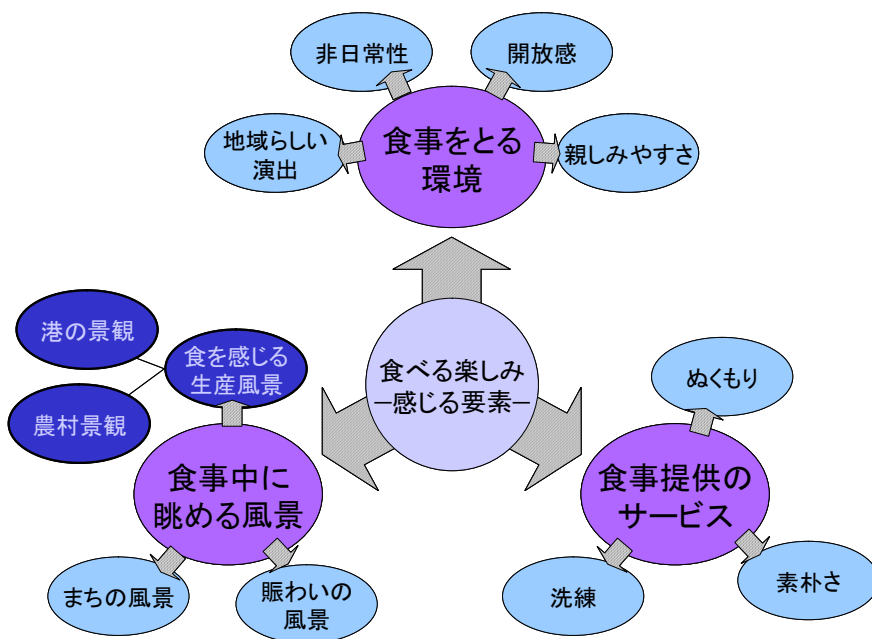 非日常性
開放感
地域らしい
演出
食事をとる
環境
親しみやすさ
港の景観
食を感じる
生産風景
農村景観
食べる楽しみ
－感じる要素－
ぬくもり
食事中に
眺める風景
食事提供の
サービス
まちの風景
賑わいの
風景
洗練
素朴さ